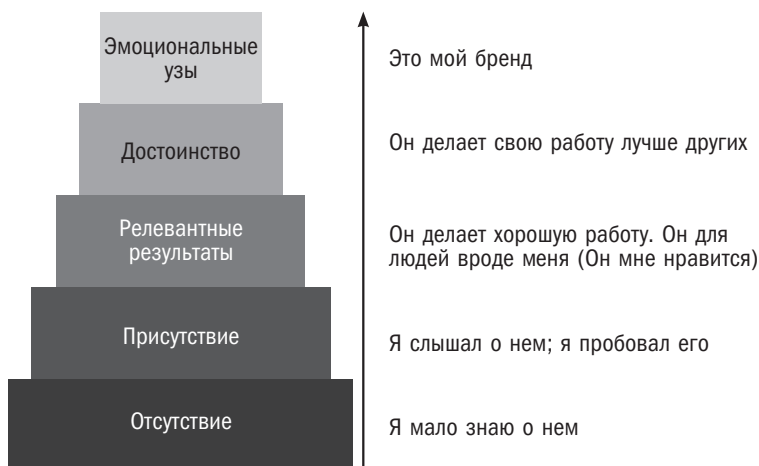 Эмоциональные
узы
Это мой бренд
Достоинство
Он делает свою работу лучше других
Релевантные
результаты
Он делает хорошую работу. Он для
людей вроде меня (Он мне нравится)
Присутствие
Я слышал о нем; я пробовал его
Отсутствие
Я мало знаю о нем